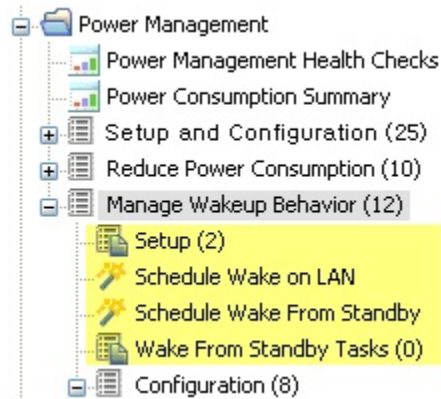 Power Management
Power Management Health Checks
Power Consumption Summary
Setup and Configuration (25)
Reduce Power Consumption (10)
Manage Wakeup Behavior (12)
Setup (2)
Schedule Wake on LAN
Schedule Wake From Standby
Wake From Standby Tasks (0)
Configuration (8)